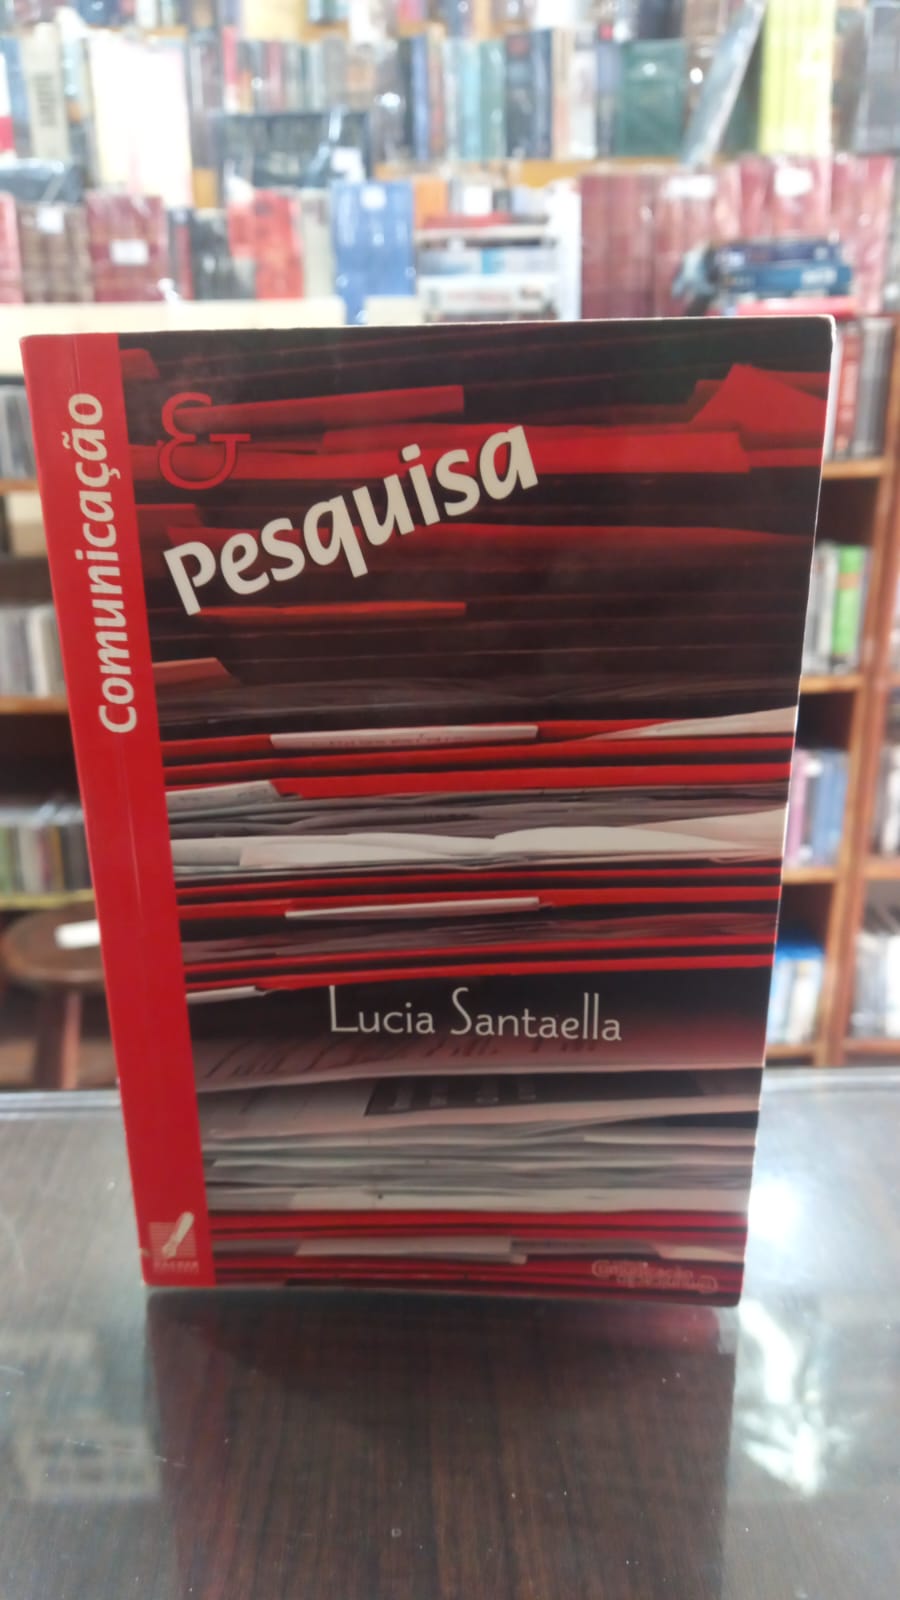 Comunicação
&
Pesquisa
Lucia Santaella